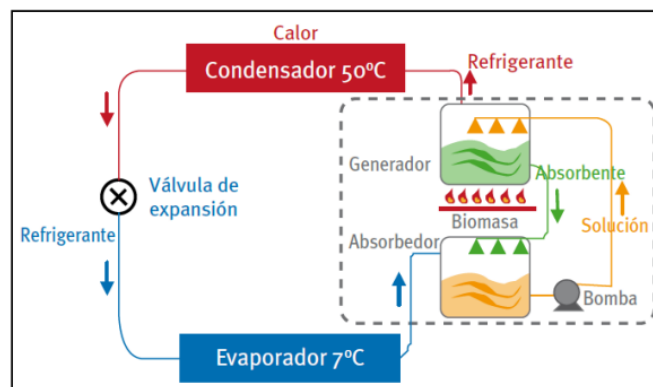 Calor
Condensador 50ºC
Refrigerante
Generador
Absorbente
Válvula de
expansión
Biomasa
Refrigerante
Absorbedor
Solución
Bomba
Evaporador 7ºC